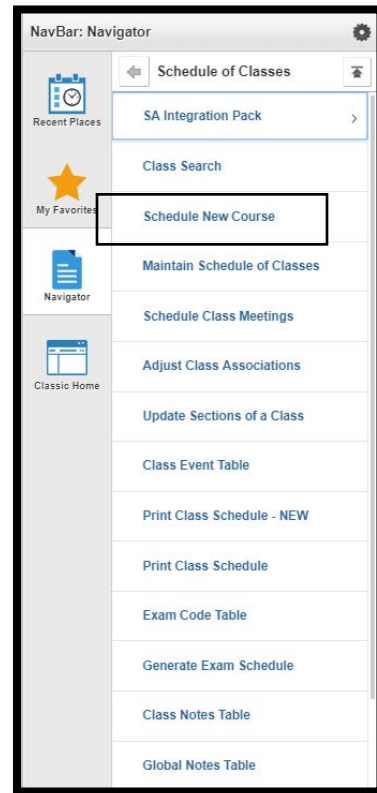 NavBar: Navigator
Recent Places
My Favorites
Navigator
Classic Home
Schedule of Classes
SA Integration Pack
Class Search
Schedule New Course
Maintain Schedule of Classes
Schedule Class Meetings
Adjust Class Associations
Update Sections of a Class
Class Event Table
Print Class Schedule - NEW
Print Class Schedule
Exam Code Table
Generate Exam Schedule
Class Notes Table
Global Notes Table